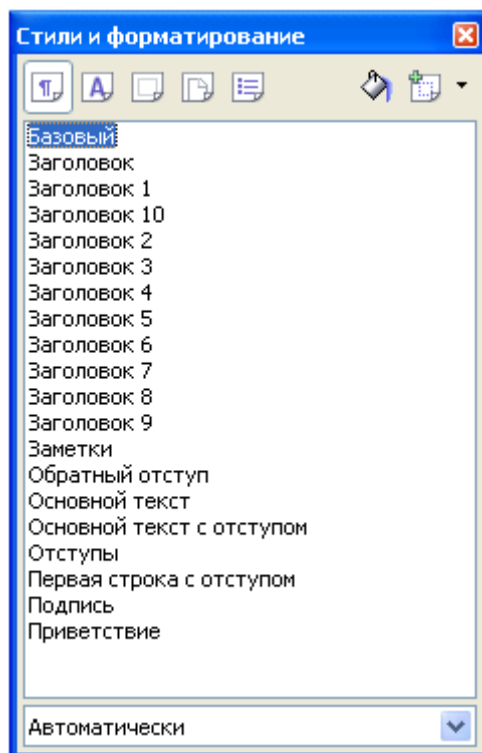 Стили и форматирование
Базовый
Заголовок
Заголовок 1
Заголовок 10
Заголовок 2
Заголовок 3
Заголовок 4
Заголовок 5
Заголовок 6
Заголовок 7
Заголовок 8
Заголовок 9
Заметки
Обратный отступ
Основной текст
Основной текст с отступом
Отступы
Первая строка с отступом
Подпись
Приветствие
Автоматически